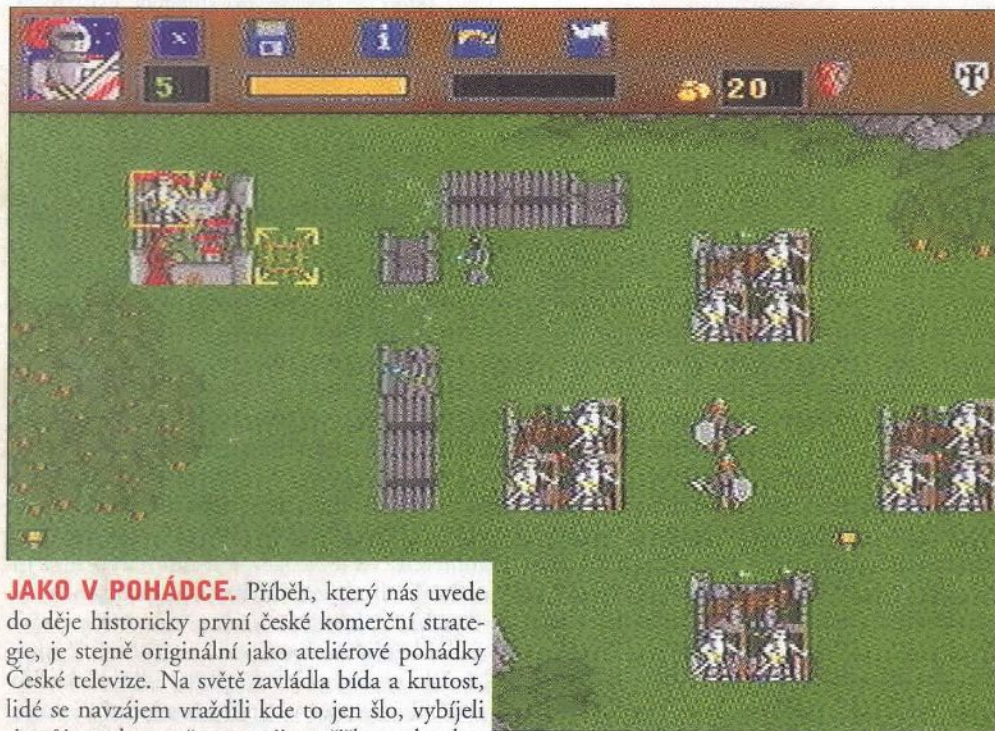 5
20
JAKO V POHÁDCE. Příběh, který nás uvede
do děje historicky první české komerční strate-
gie, je stejně originální jako ateliérové pohádky
České televize. Na světě zavládla bída a krutost,
lidé se navzájem vraždili kde to jen šlo, vybíjeli